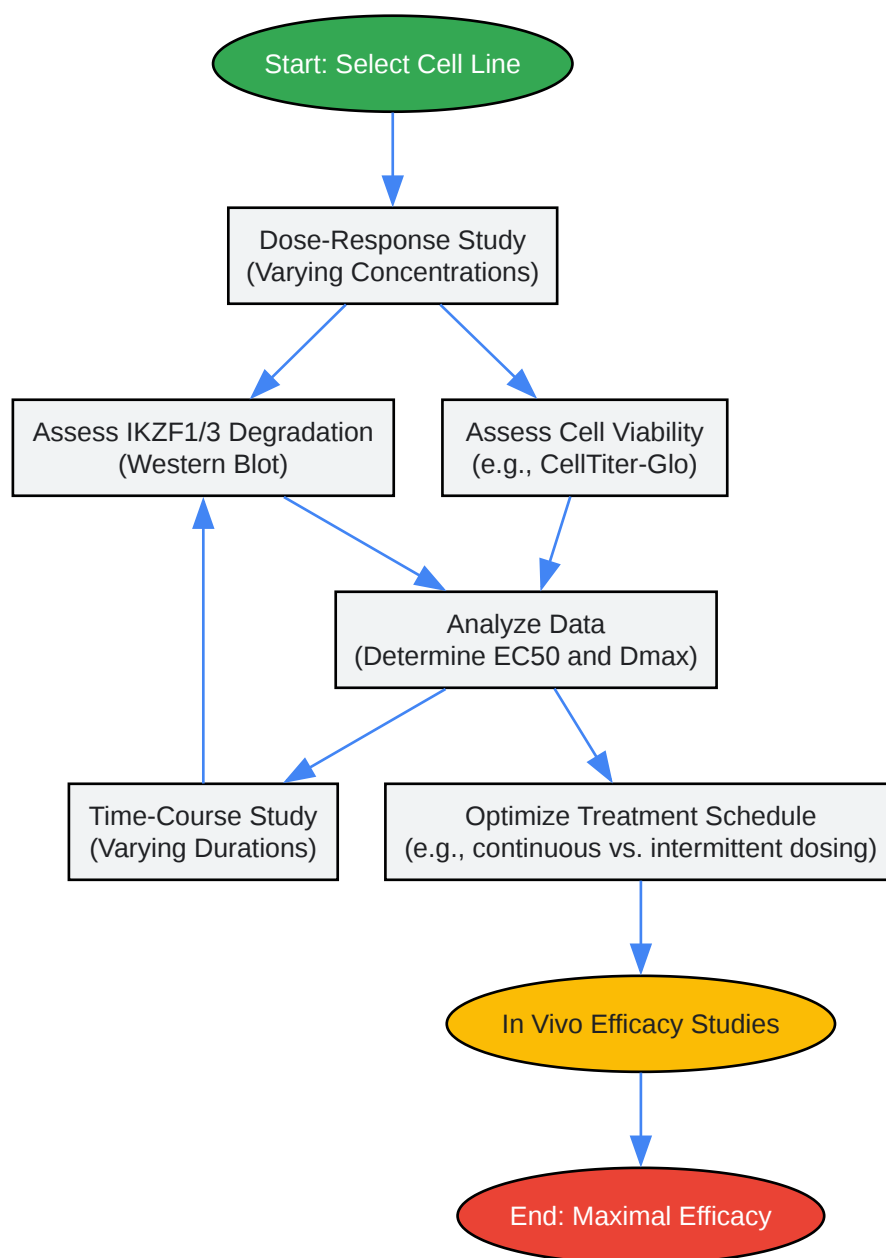 Start: Select Cell Line
Dose-Response Study
(Varying Concentrations)
Assess IKZF1/3 Degradation
(Western Blot)
Assess Cell Viability
(e.g., CellTiter-Glo)
Analyze Data
(Determine EC50 and Dmax)
Time-Course Study
(Varying Durations)
Optimize Treatment Schedule
(e.g., continuous vs. intermittent dosing)
In Vivo Efficacy Studies
End: Maximal Efficacy